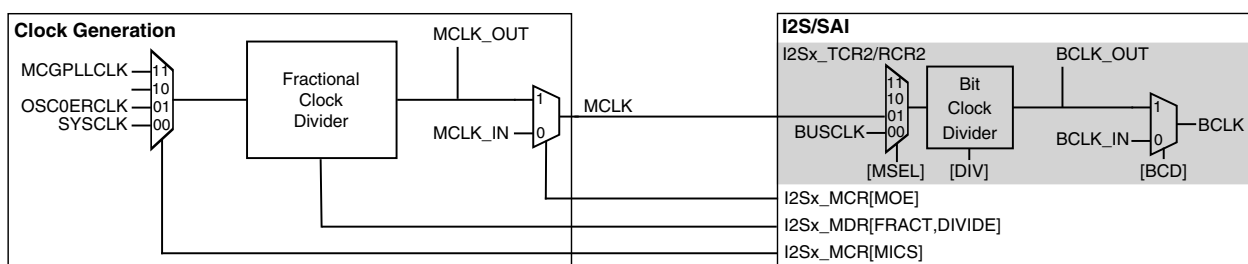 Clock Generation
MCGPLLCLK
OSC0ERCLK
SYSCLK
11
10
01
00
Fractional
Clock
Divider
MCLK_OUT
MCLK_IN
1
0
MCLK
I2S/SAI
I2Sx_TCR2/RCR2
BUSCLK
11
10
01
00
[MSEL]
Bit
Clock
Divider
[DIV]
BCLK_OUT
BCLK_IN
1
0
[BCD]
BCLK
I2Sx_MCR[MOE]
I2Sx_MDR[FRACT,DIVIDE]
I2Sx_MCR[MICS]